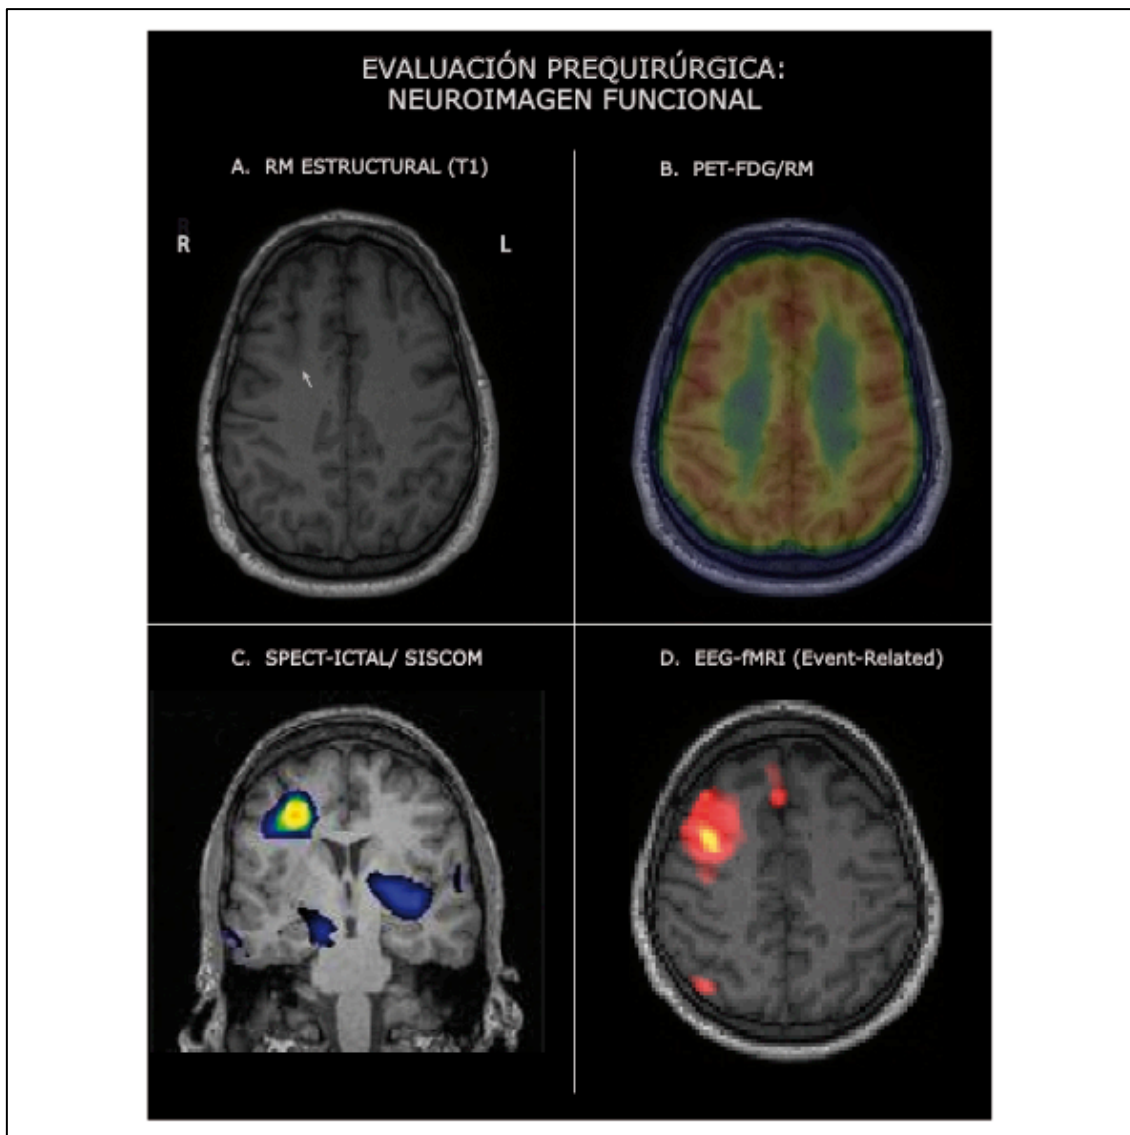 EVALUACIÓN PREQUIRÚRGICA:
NEUROIMAGEN FUNCIONAL
A. RM ESTRUCTURAL (T1)
B. PET-FDG/RM
R
R
L
C. SPECT-ICTAL/ SISCOM
D. EEG-fMRI (Event-Related)